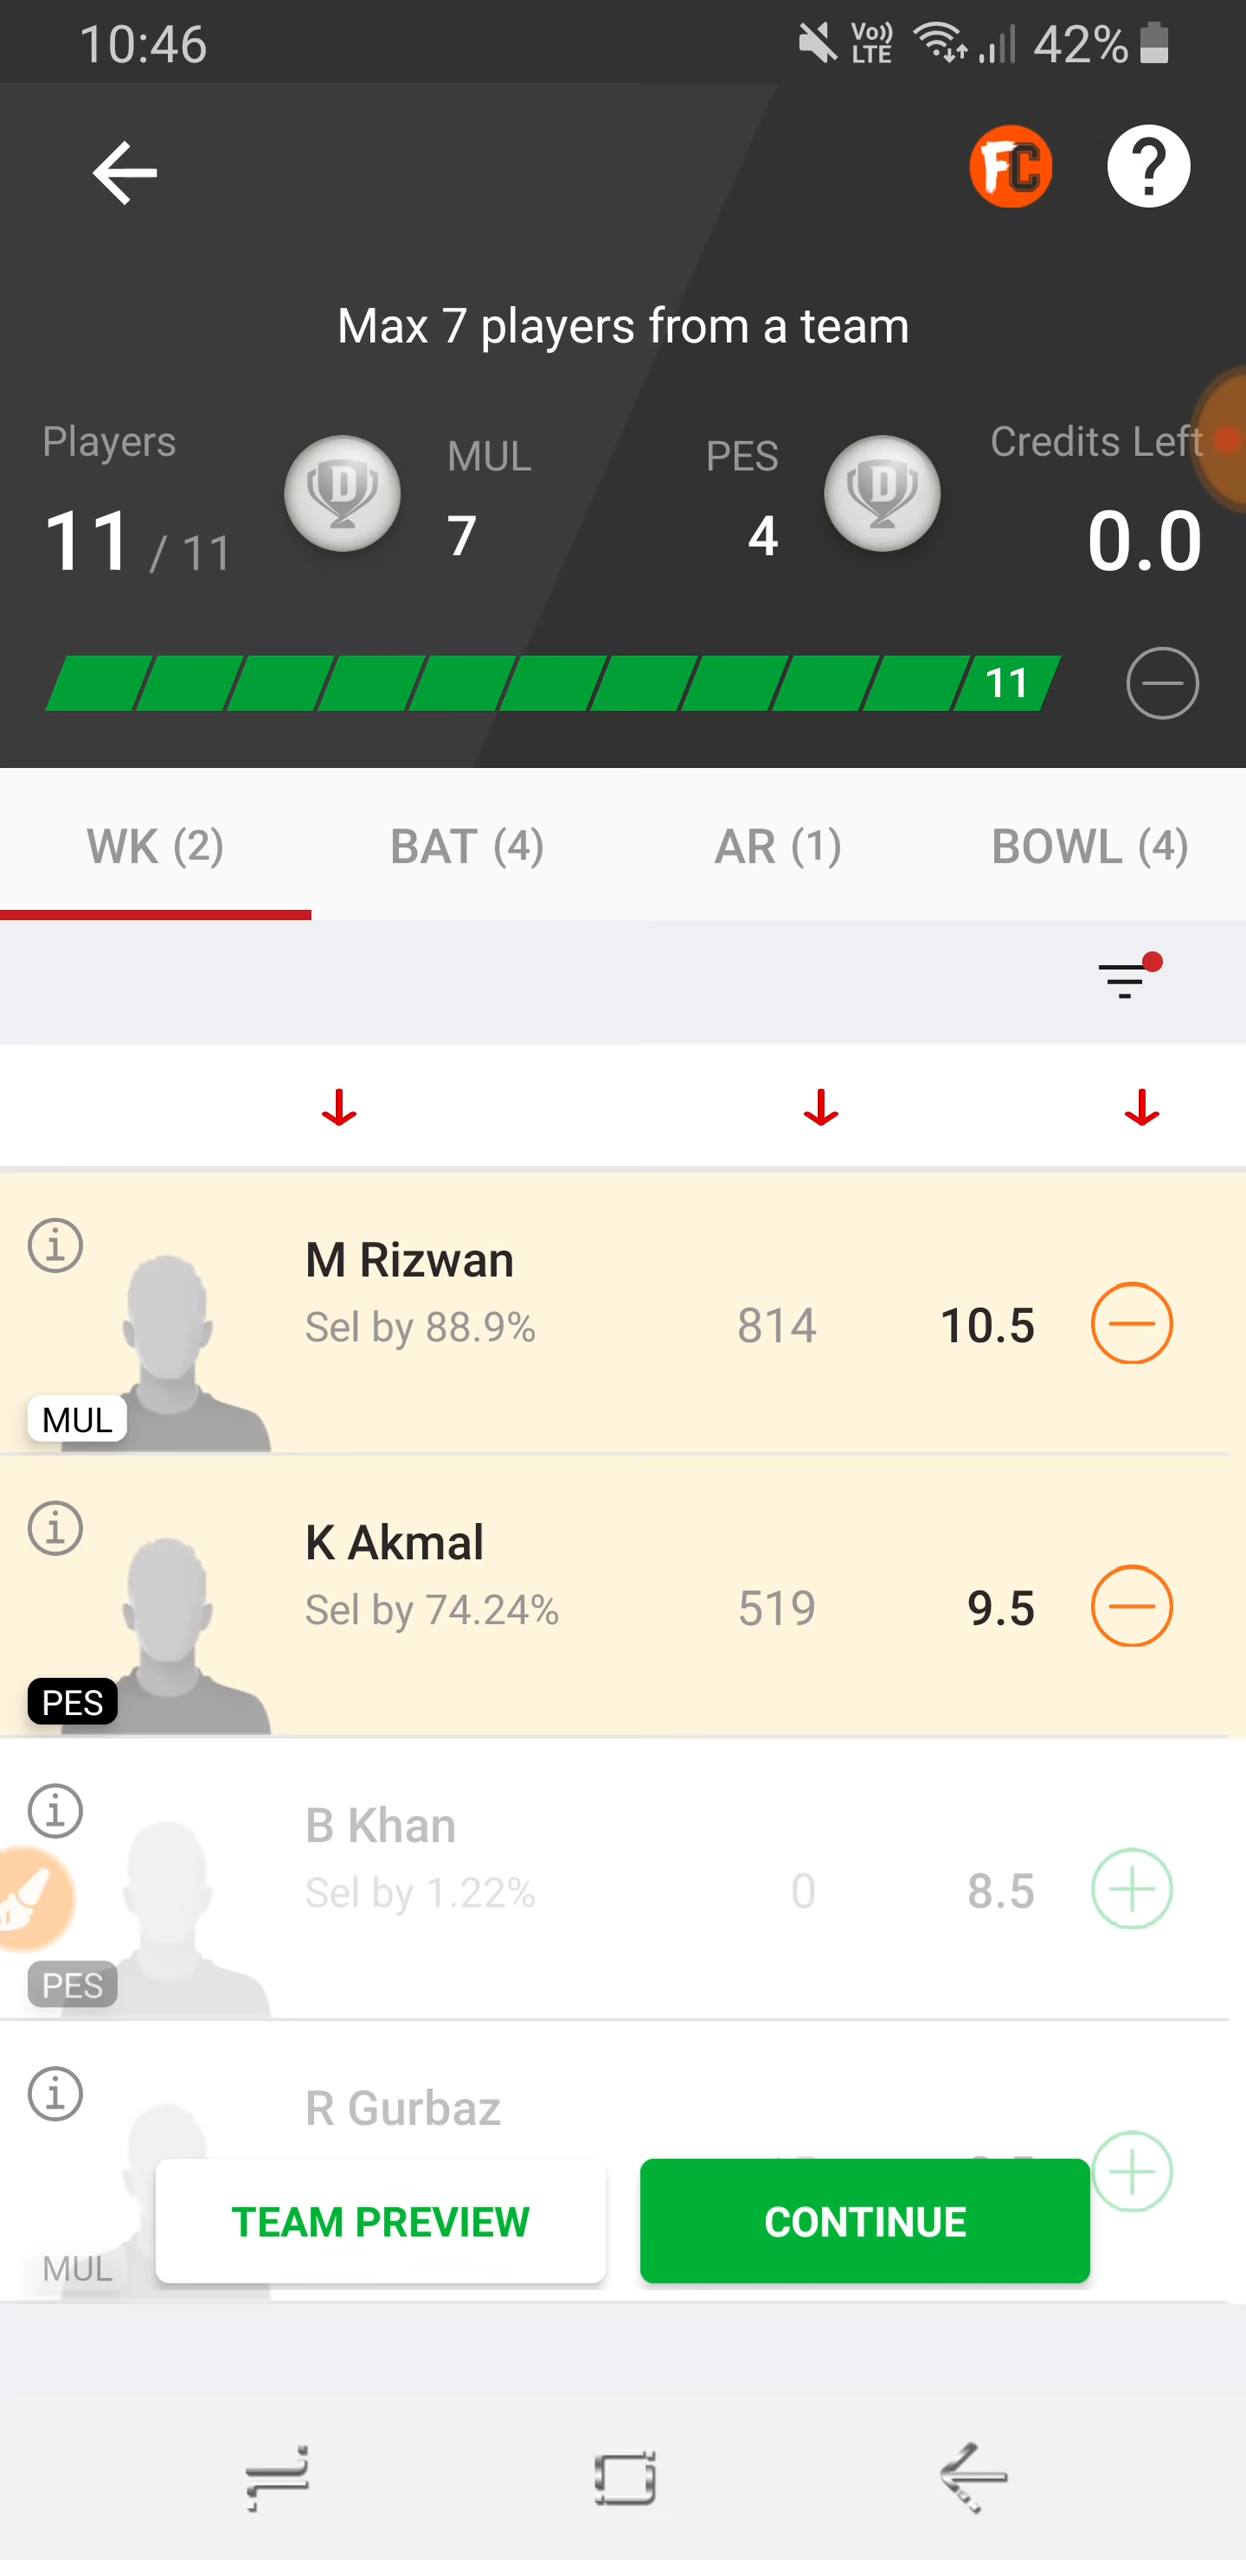 10:46
Vo)) LTE 42%
FC ?
Max 7 players from a team
Players MUL PES Credits Left
11 / 11 D 7 4 D 0.0
11
WK (2) BAT (4) AR (1) BOWL (4)
M Rizwan
Sel by 88.9% 814 10.5
MUL
K Akmal
Sel by 74.24% 519 9.5
PES
B Khan
Sel by 1.22% 0 8.5
PES
R Gurbaz
TEAM PREVIEW CONTINUE
MUL